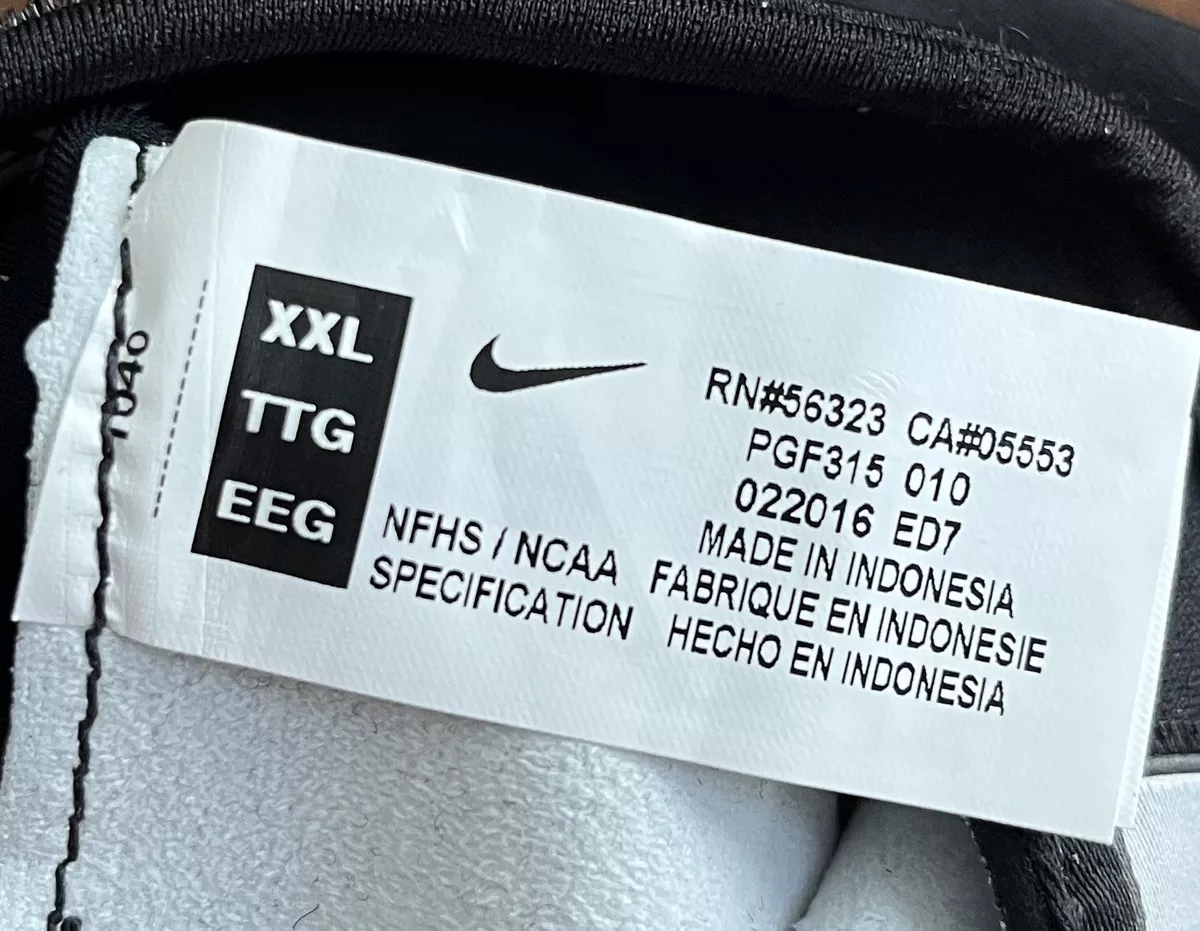 XXL
TTG
EEG
1040
NFHS / NCAA
SPECIFICATION
RN#56323 CA#05553
PGF315 010
022016 ED7
MADE IN INDONESIA
FABRIQUE EN INDONESIE
HECHO EN INDONESIA